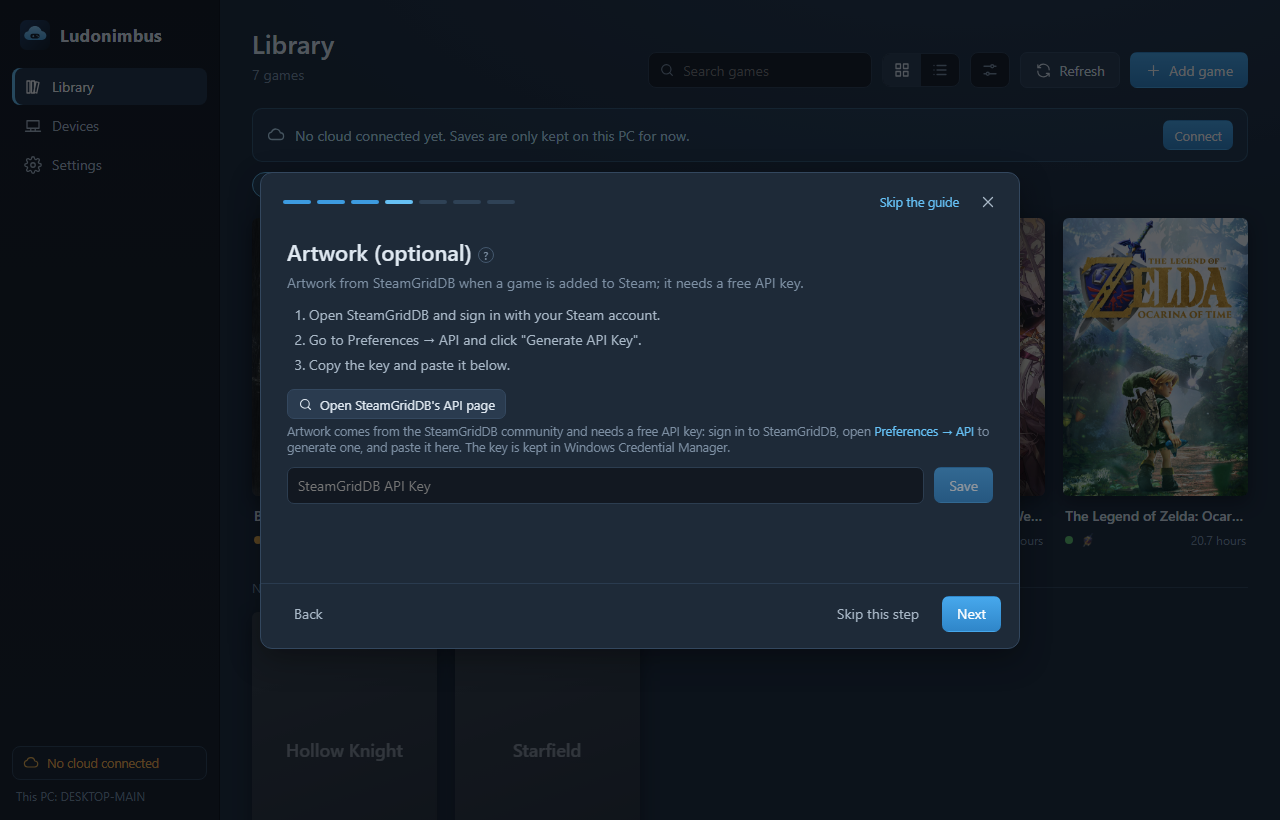 Ludonimbus
Library
Devices
Settings
No cloud connected
This PC: DESKTOP-MAIN
Library
7 games
Search games
Refresh
Add game
No cloud connected yet. Saves are only kept on this PC for now.
Connect
Skip the guide
Artwork (optional) ?
Artwork from SteamGridDB when a game is added to Steam; it needs a free API key.
1. Open SteamGridDB and sign in with your Steam account.
2. Go to Preferences → API and click "Generate API Key".
3. Copy the key and paste it below.
Open SteamGridDB's API page
Artwork comes from the SteamGridDB community and needs a free API key: sign in to SteamGridDB, open Preferences → API to
generate one, and paste it here. The key is kept in Windows Credential Manager.
SteamGridDB API Key
Save
Back
Skip this step
Next
THE LEGEND OF
ZELDA
OCARINA OF TIME
The Legend of Zelda: Ocar...
20.7 hours
Hollow Knight
Starfield